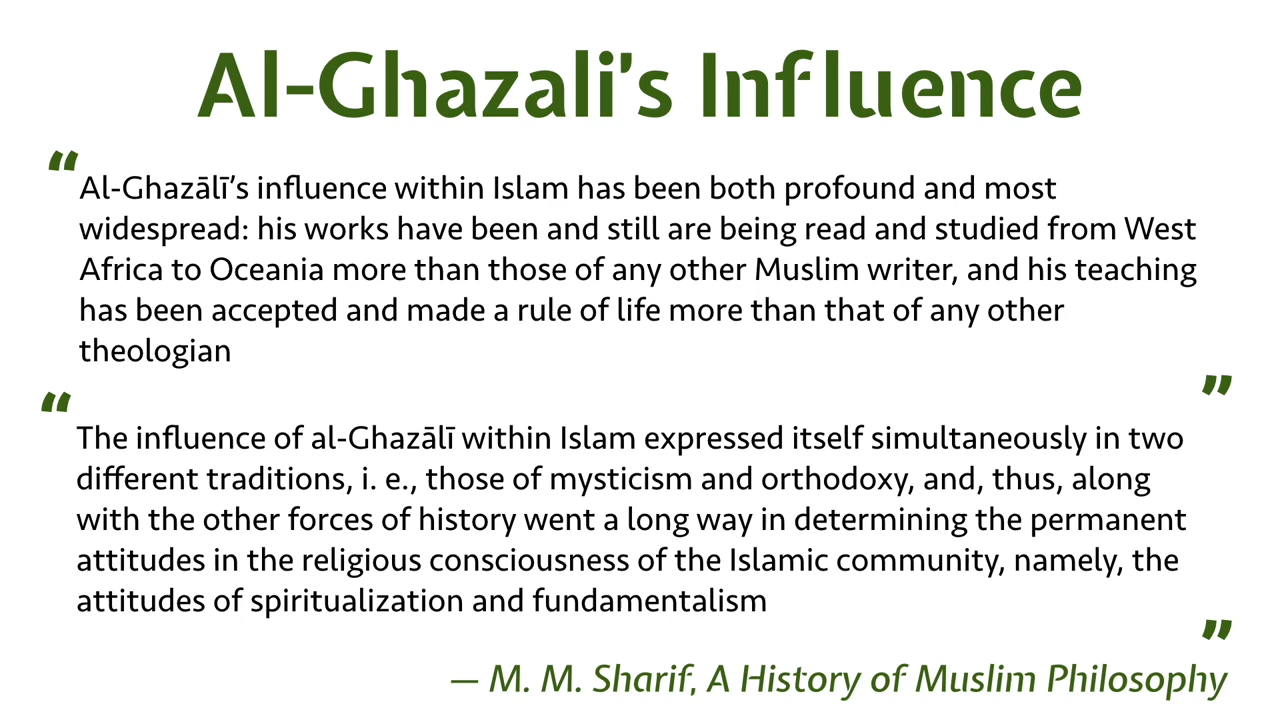 Al-Ghazali's Influence
“Al-Ghazālī’s influence within Islam has been both profound and most
widespread: his works have been and still are being read and studied from West
Africa to Oceania more than those of any other Muslim writer, and his teaching
has been accepted and made a rule of life more than that of any other
theologian
”
“The influence of al-Ghazālī within Islam expressed itself simultaneously in two
different traditions, i. e., those of mysticism and orthodoxy, and, thus, along
with the other forces of history went a long way in determining the permanent
attitudes in the religious consciousness of the Islamic community, namely, the
attitudes of spiritualization and fundamentalism
”
— M. M. Sharif, A History of Muslim Philosophy